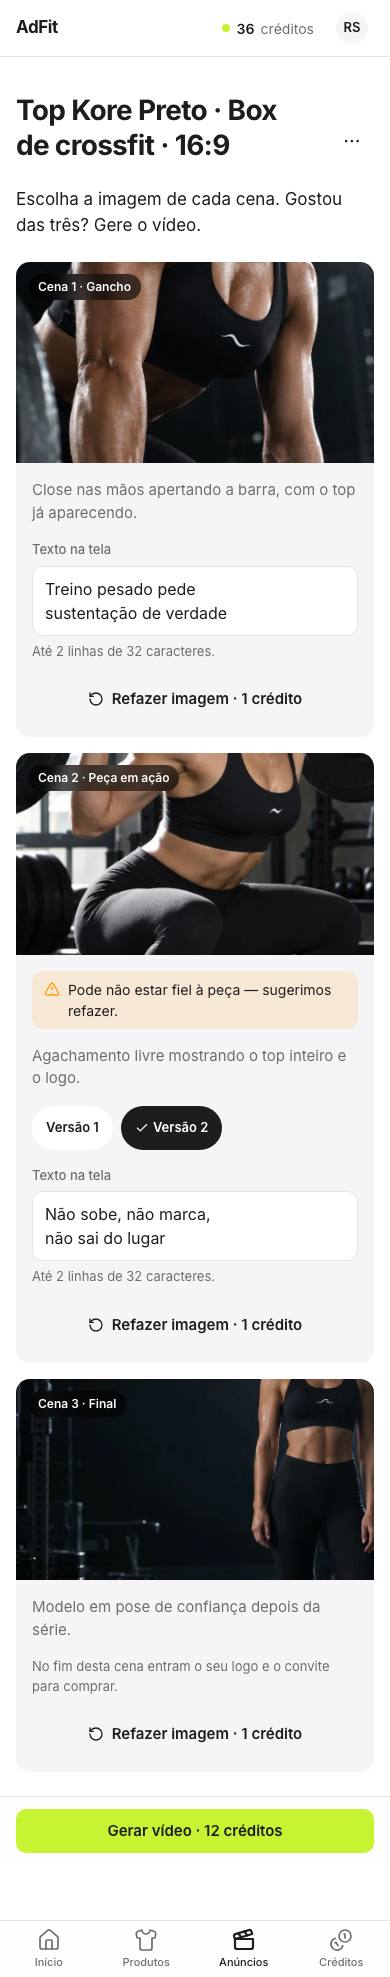 AdFit
36 créditos
RS
Top Kore Preto · Box
de crossfit · 16:9
...
Escolha a imagem de cada cena. Gostou
das três? Gere o vídeo.
Cena 1 · Gancho
Close nas mãos apertando a barra, com o top
já aparecendo.
Texto na tela
Treino pesado pede
sustentação de verdade
Até 2 linhas de 32 caracteres.
Refazer imagem · 1 crédito
Cena 2 · Peça em ação
Pode não estar fiel à peça — sugerimos
refazer.
Agachamento livre mostrando o top inteiro e
o logo.
Versão 1
Versão 2
Texto na tela
Não sobe, não marca,
não sai do lugar
Até 2 linhas de 32 caracteres.
Refazer imagem · 1 crédito
Cena 3 · Final
Modelo em pose de confiança depois da
série.
No fim desta cena entram o seu logo e o convite
para comprar.
Refazer imagem · 1 crédito
Gerar vídeo · 12 créditos
Início
Produtos
Anúncios
Créditos